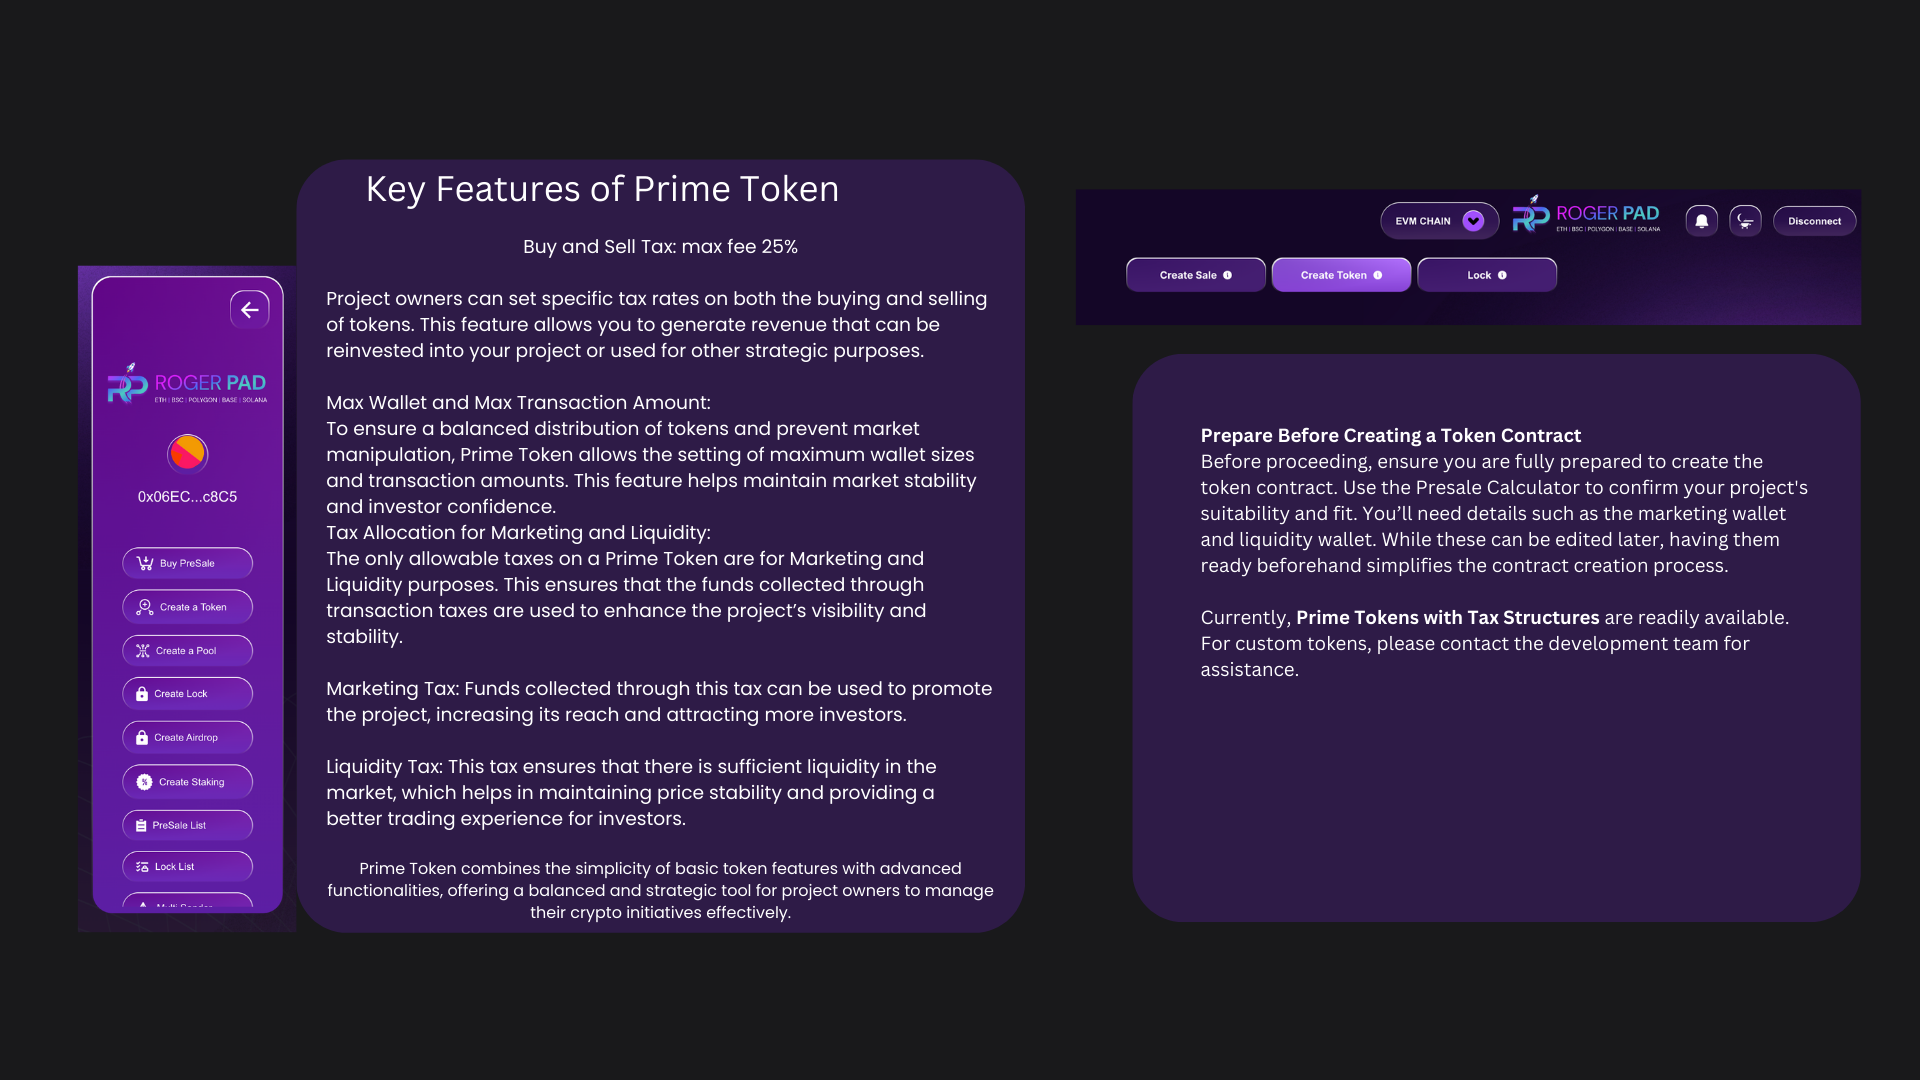 Key Features of Prime Token
Buy and Sell Tax: max fee 25%
Project owners can set specific tax rates on both the buying and selling
of tokens. This feature allows you to generate revenue that can be
reinvested into your project or used for other strategic purposes.
Max Wallet and Max Transaction Amount:
To ensure a balanced distribution of tokens and prevent market
manipulation, Prime Token allows the setting of maximum wallet sizes
and transaction amounts. This feature helps maintain market stability
and investor confidence.
Tax Allocation for Marketing and Liquidity:
The only allowable taxes on a Prime Token are for Marketing and
Liquidity purposes. This ensures that the funds collected through
transaction taxes are used to enhance the project’s visibility and
stability.
Marketing Tax: Funds collected through this tax can be used to promote
the project, increasing its reach and attracting more investors.
Liquidity Tax: This tax ensures that there is sufficient liquidity in the
market, which helps in maintaining price stability and providing a
better trading experience for investors.
Prime Token combines the simplicity of basic token features with advanced
functionalities, offering a balanced and strategic tool for project owners to manage
their crypto initiatives effectively.
RP ROGER PAD
ETH | BSC | POLYGON | BASE | SOLANA
0x06EC...c8C5
Buy PreSale
Create a Token
Create a Pool
Create Lock
Create Airdrop
Create Staking
PreSale List
Lock List
Multi Sender
EVM CHAIN
RP ROGER PAD
ETH | BSC | POLYGON | BASE | SOLANA
Disconnect
Create Sale
Create Token
Lock
Prepare Before Creating a Token Contract
Before proceeding, ensure you are fully prepared to create the
token contract. Use the Presale Calculator to confirm your project's
suitability and fit. You’ll need details such as the marketing wallet
and liquidity wallet. While these can be edited later, having them
ready beforehand simplifies the contract creation process.
Currently, Prime Tokens with Tax Structures are readily available.
For custom tokens, please contact the development team for
assistance.